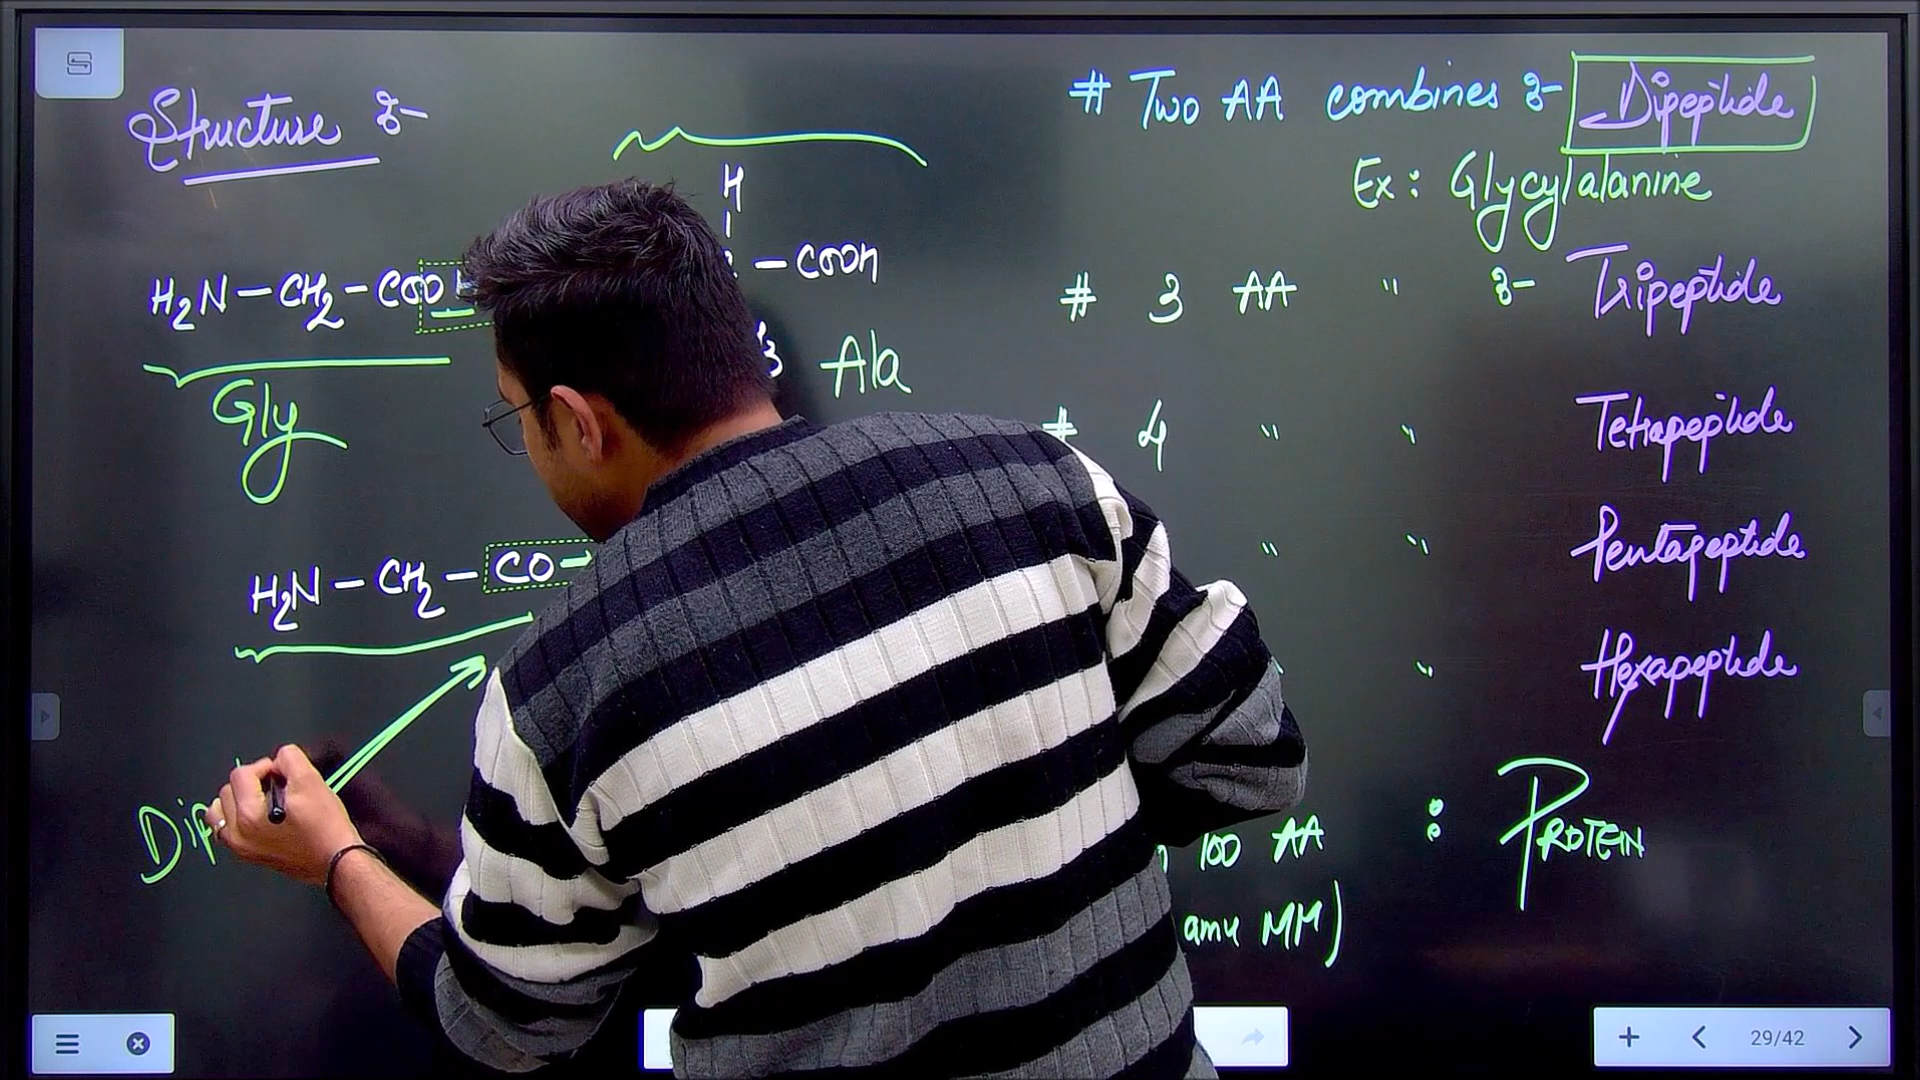 Structure :-
H
H₂N-CH₂-COO
-COOH
3 Ala
Gly
H₂N-CH₂-CO-
Dip
# Two AA combines :- Dipeptide
Ex: Glycylalanine
# 3 AA " :- Tripeptide
# 4 " " Tetrapeptide
" " Pentapeptide
" Hexapeptide
100 AA : PROTEIN
amu MM)
29/42